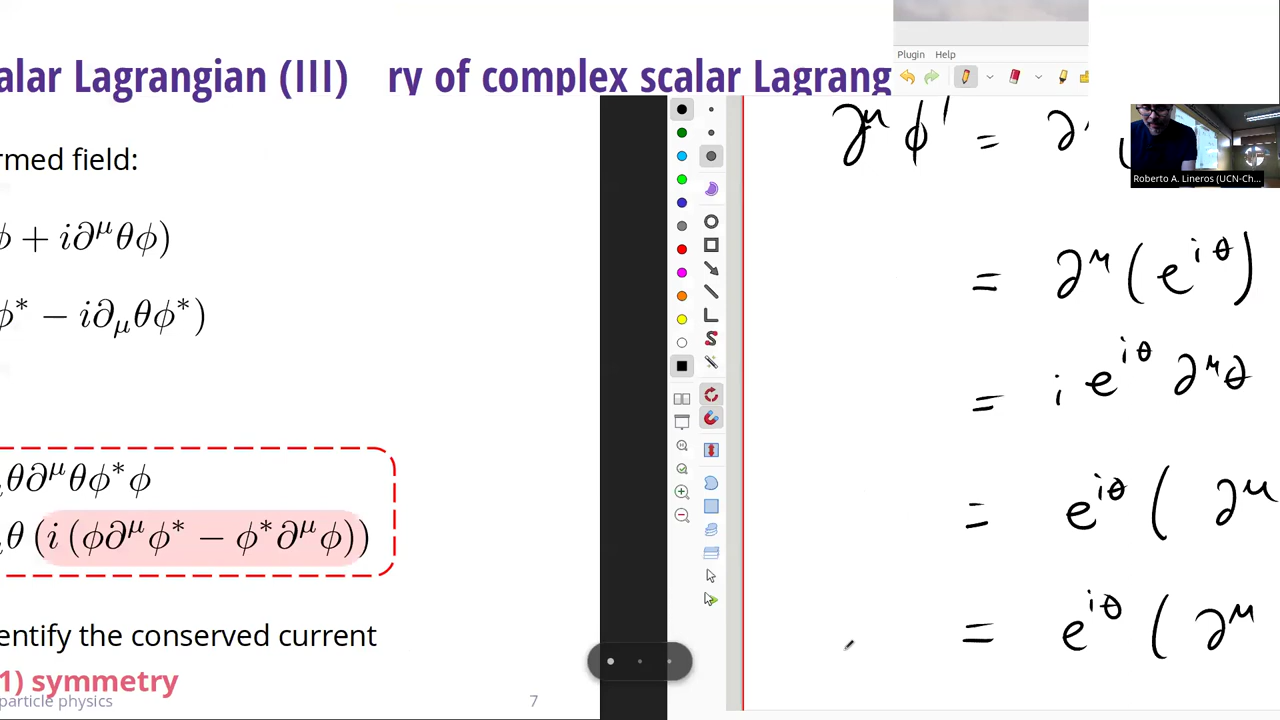 alar Lagrangian (III) ry of complex scalar Lagrang
Plugin Help
rmed field:
ϕ + i∂^μθϕ)
ϕ* − i∂_μθϕ*)
θ∂^μθϕ*ϕ
θ (i (ϕ∂^μϕ* − ϕ*∂^μϕ))
entify the conserved current
1) symmetry
particle physics
7
∂^μ ϕ' = ∂
= ∂^μ (e^{iθ})
= i e^{iθ} ∂^μθ
= e^{iθ} ( ∂^μ
= e^{iθ} ( ∂^μ
Roberto A. Lineros (UCN-Ch...